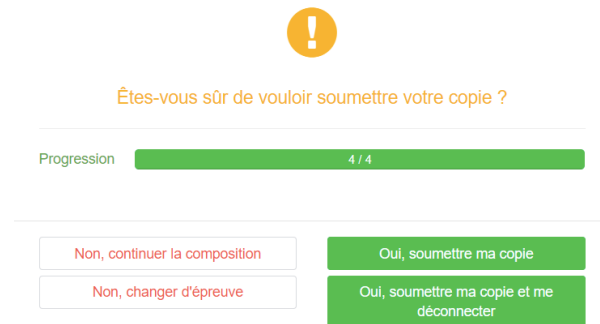 !
Êtes-vous sûr de vouloir soumettre votre copie ?
Progression 4 / 4
Non, continuer la composition
Oui, soumettre ma copie
Non, changer d'épreuve
Oui, soumettre ma copie et me
déconnecter